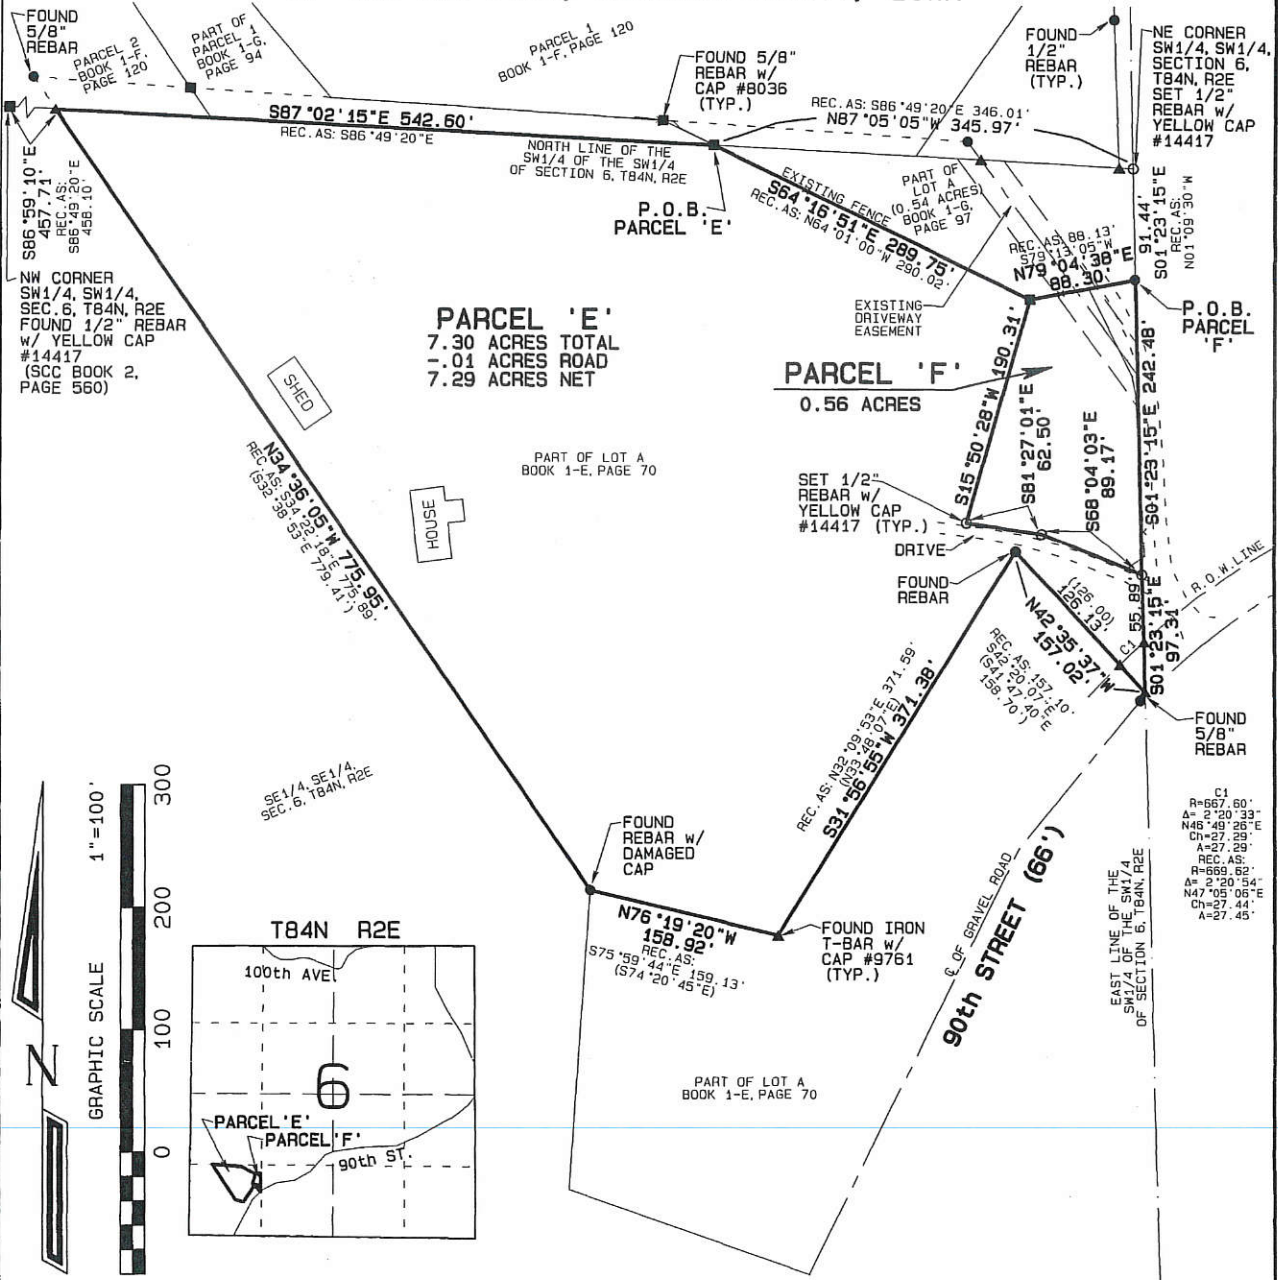 FOUND
5/8"
REBAR
PARCEL 2
BOOK 1-F,
PAGE 120
PART OF
PARCEL 1
BOOK 1-G,
PAGE 94
PARCEL 1
BOOK 1-F, PAGE 120
FOUND 5/8"
REBAR w/
CAP #8036
(TYP.)
FOUND
1/2"
REBAR
(TYP.)
NE CORNER
SW1/4, SW1/4,
SECTION 6,
T84N, R2E
SET 1/2"
REBAR w/
YELLOW CAP
#14417
S87°02'15"E 542.60'
REC. AS: S86°49'20"E
REC. AS: S86°49'20"E 346.01'
N87°05'05"W 345.97'
NORTH LINE OF THE
SW1/4 OF THE SW1/4
OF SECTION 6, T84N, R2E
S86°59'10"E
457.71'
REC. AS:
S86°49'20"E
458.10'
P.O.B.
PARCEL 'E'
EXISTING FENCE
S64°16'51"E 289.75'
REC. AS: N64°01'00"W 290.02'
PART OF
LOT A
(0.54 ACRES)
BOOK 1-G,
PAGE 97
91.44'
S01°23'15"E
REC. AS:
N01°09'30"W
REC. AS: 88.13'
S79°13'05"W
N79°04'38"E
88.30'
NW CORNER
SW1/4, SW1/4,
SEC.6, T84N, R2E
FOUND 1/2" REBAR
w/ YELLOW CAP
#14417
(SCC BOOK 2,
PAGE 560)
EXISTING
DRIVEWAY
EASEMENT
P.O.B.
PARCEL
'F'
PARCEL 'E'
7.30 ACRES TOTAL
-.01 ACRES ROAD
7.29 ACRES NET
PARCEL 'F'
0.56 ACRES
SHED
S15°50'28"W 190.31'
S01°23'15"E 242.48'
S81°27'01"E
62.50'
S68°04'03"E
89.17'
N34°36'05"W 775.95'
REC. AS: S34°22'18"E 775.89'
(S32°38'53"E 779.41')
PART OF LOT A
BOOK 1-E, PAGE 70
HOUSE
SET 1/2"
REBAR w/
YELLOW CAP
#14417 (TYP.)
DRIVE
FOUND
REBAR
R.O.W. LINE
(126.00)
126.13'
N42°35'37"W
157.02'
REC. AS: 157.10'
S42°20'07"E
(S41°47'40"E
158.70')
C1
55.89'
S01°23'15"E
97.31'
FOUND
5/8"
REBAR
REC. AS: N32°09'53"E 371.59'
(N33°48'07"E)
S31°56'55"W 371.38'
SE1/4, SE1/4,
SEC.6, T84N, R2E
C1
R=667.60'
Δ= 2°20'33"
N46°49'26"E
Ch=27.29'
A=27.29'
REC. AS:
R=669.62'
Δ= 2°20'54"
N47°05'06"E
Ch=27.44'
A=27.45'
FOUND
REBAR w/
DAMAGED
CAP
N76°19'20"W
158.92'
REC. AS:
S75°59'44"E 159.13'
(S74°20'45"E)
FOUND IRON
T-BAR w/
CAP #9761
(TYP.)
℄ OF GRAVEL ROAD
90th STREET (66')
EAST LINE OF THE
SW1/4 OF THE SW1/4
OF SECTION 6, T84N, R2E
PART OF LOT A
BOOK 1-E, PAGE 70
N
GRAPHIC SCALE 1"=100'
0 100 200 300
T84N R2E
100th AVE.
6
PARCEL 'E'
PARCEL 'F'
90th ST.